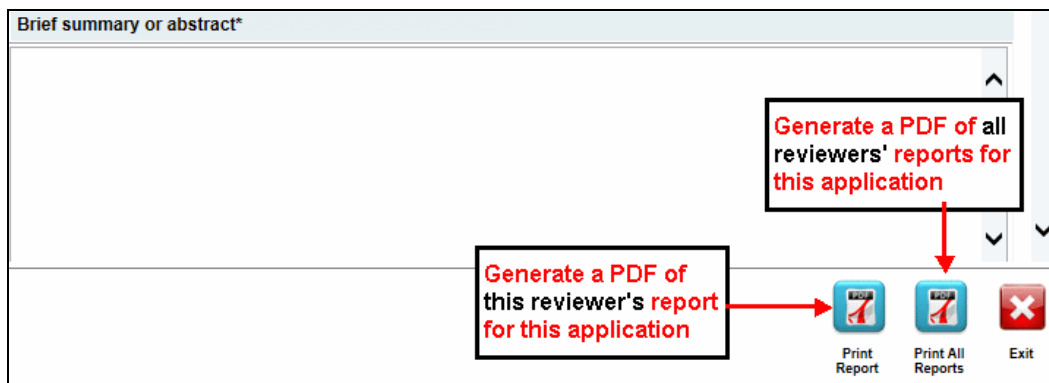 Brief summary or abstract*
Generate a PDF of all
reviewers' reports for
this application
Generate a PDF of
this reviewer's report
for this application
PDF
PDF
Print
Report
Print All
Reports
Exit